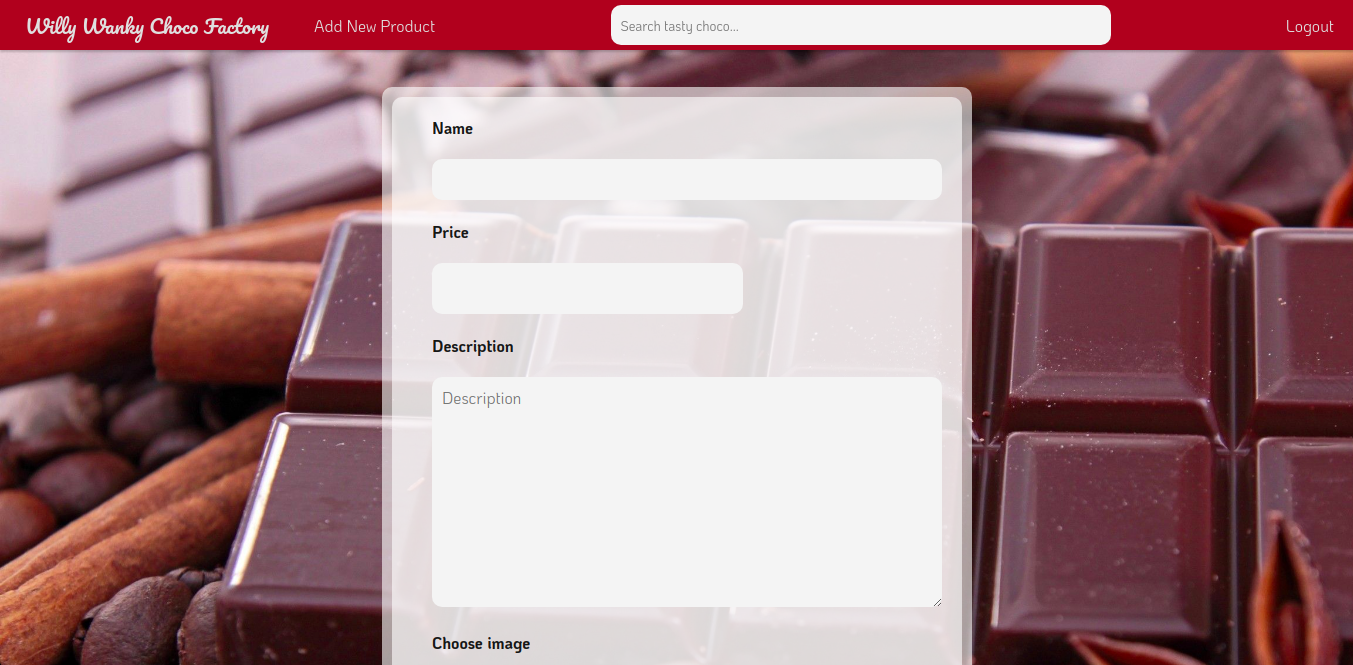 Willy Wanky Choco Factory
Add New Product
Search tasty choco...
Logout
Name
Price
Description
Description
Choose image